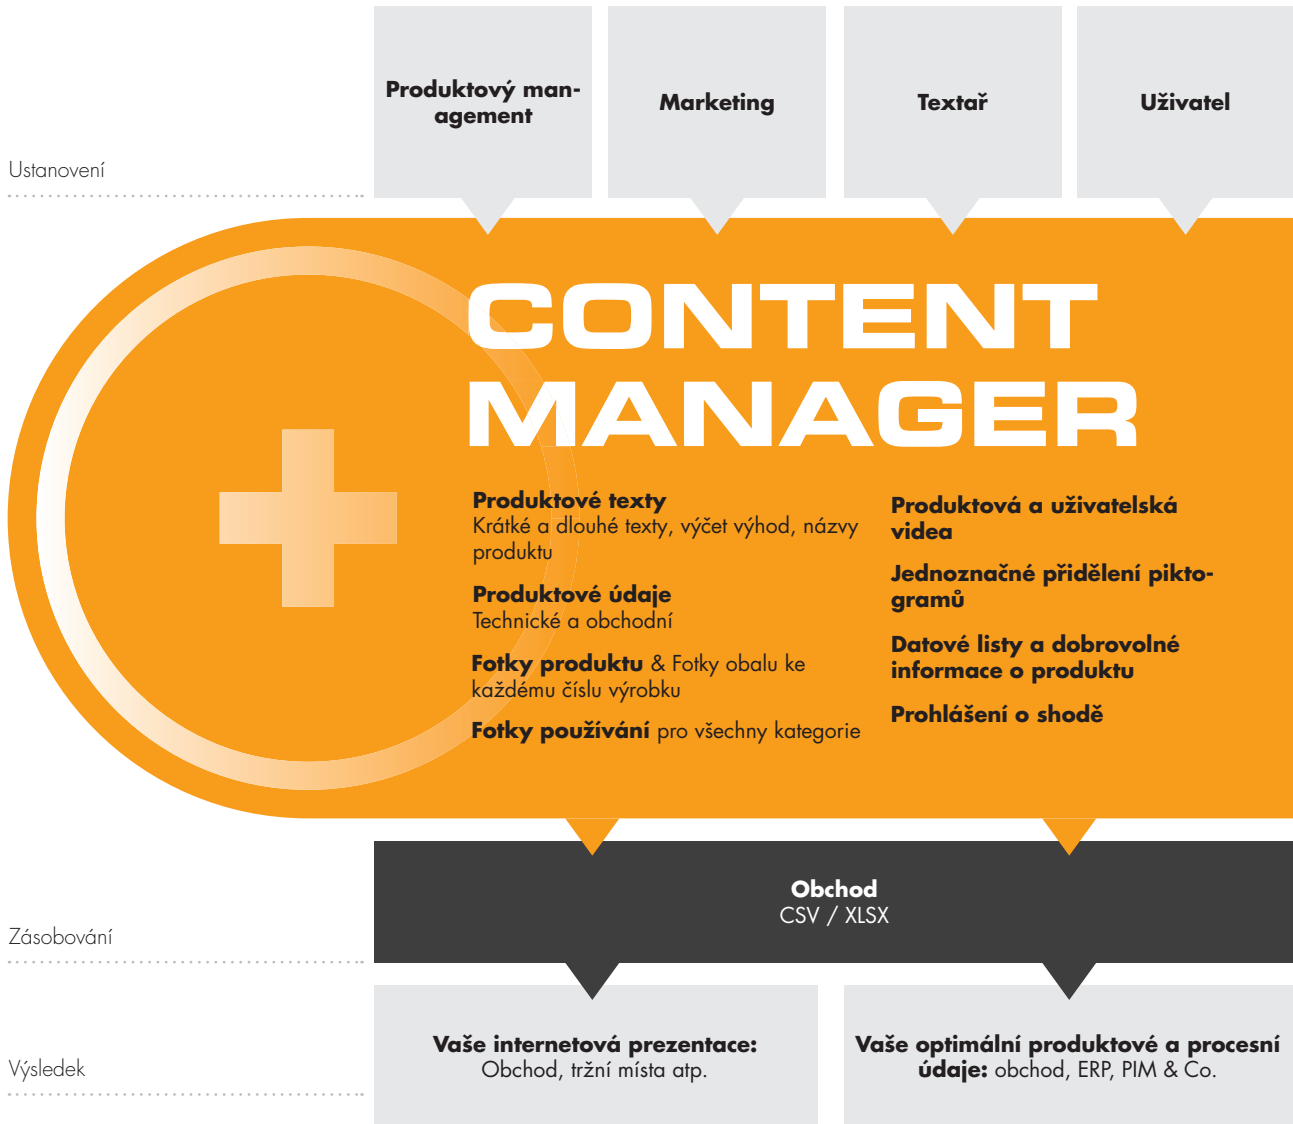 Produktový man-
agement
Marketing
Textař
Uživatel
Ustanovení
CONTENT
MANAGER
Produktové texty
Krátké a dlouhé texty, výčet výhod, názvy
produktu
Produktové údaje
Technické a obchodní
Fotky produktu & Fotky obalu ke
každému číslu výrobku
Fotky používání pro všechny kategorie
Produktová a uživatelská
videa
Jednoznačné přidělení pikto-
gramů
Datové listy a dobrovolné
informace o produktu
Prohlášení o shodě
Obchod
CSV / XLSX
Zásobování
Vaše internetová prezentace:
Obchod, tržní místa atp.
Vaše optimální produktové a procesní
údaje: obchod, ERP, PIM & Co.
Výsledek